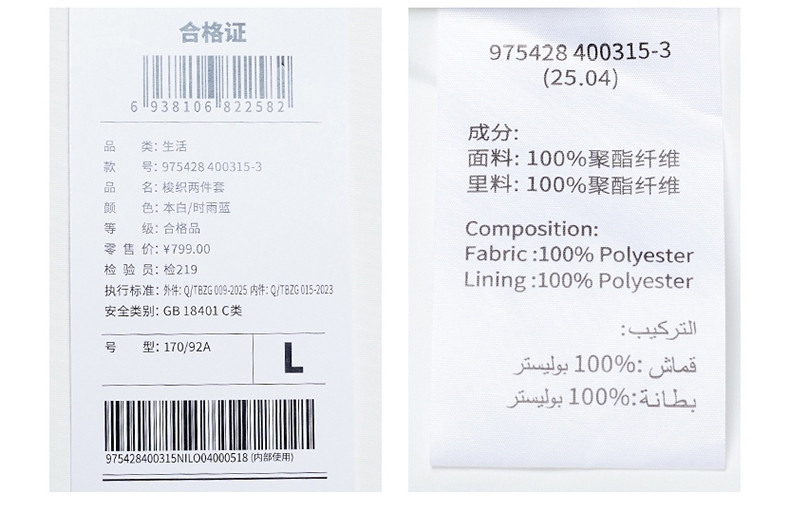 合格证
6 938106 822582
品 类: 生活
款 号: 975428 400315-3
品 名: 梭织两件套
颜 色: 本白/时雨蓝
等 级: 合格品
零 售 价: ¥799.00
检 验 员: 检219
执行标准: 外件: Q/TBZG 009-2025 内件: Q/TBZG 015-2023
安全类别: GB 18401 C类
号 型: 170/92A
L
975428400315NILO04000518 (内部使用)
975428 400315-3
(25.04)
成分:
面料: 100%聚酯纤维
里料: 100%聚酯纤维
Composition:
Fabric :100% Polyester
Lining :100% Polyester
التركيب:
قماش :%100 بوليستر
بطانة:%100 بوليستر